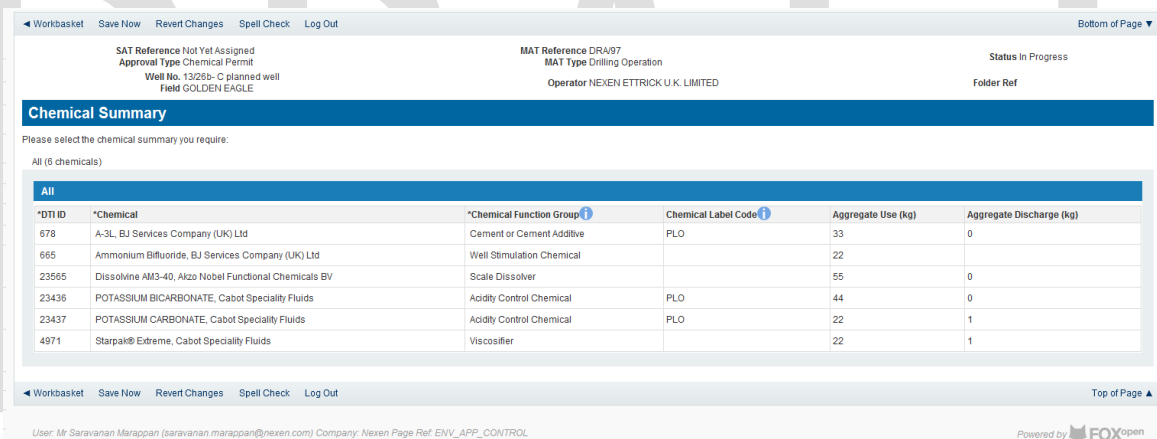 ◄ Workbasket Save Now Revert Changes Spell Check Log Out Bottom of Page ▼
SAT Reference Not Yet Assigned MAT Reference DRA/97 Status In Progress
Approval Type Chemical Permit MAT Type Drilling Operation
Well No. 13/26b- C planned well Operator NEXEN ETTRICK U.K. LIMITED Folder Ref
Field GOLDEN EAGLE
Chemical Summary
Please select the chemical summary you require:
All (6 chemicals)
All
*DTI ID *Chemical *Chemical Function Group i Chemical Label Code i Aggregate Use (kg) Aggregate Discharge (kg)
678 A-3L, BJ Services Company (UK) Ltd Cement or Cement Additive PLO 33 0
665 Ammonium Bifluoride, BJ Services Company (UK) Ltd Well Stimulation Chemical 22
23565 Dissolvine AM3-40, Akzo Nobel Functional Chemicals BV Scale Dissolver 55 0
23436 POTASSIUM BICARBONATE, Cabot Speciality Fluids Acidity Control Chemical PLO 44 0
23437 POTASSIUM CARBONATE, Cabot Speciality Fluids Acidity Control Chemical PLO 22 1
4971 Starpak® Extreme, Cabot Speciality Fluids Viscosifier 22 1
◄ Workbasket Save Now Revert Changes Spell Check Log Out Top of Page ▲
User: Mr Saravanan Marappan (saravanan.marappan@nexen.com) Company: Nexen Page Ref: ENV_APP_CONTROL Powered by FOXopen